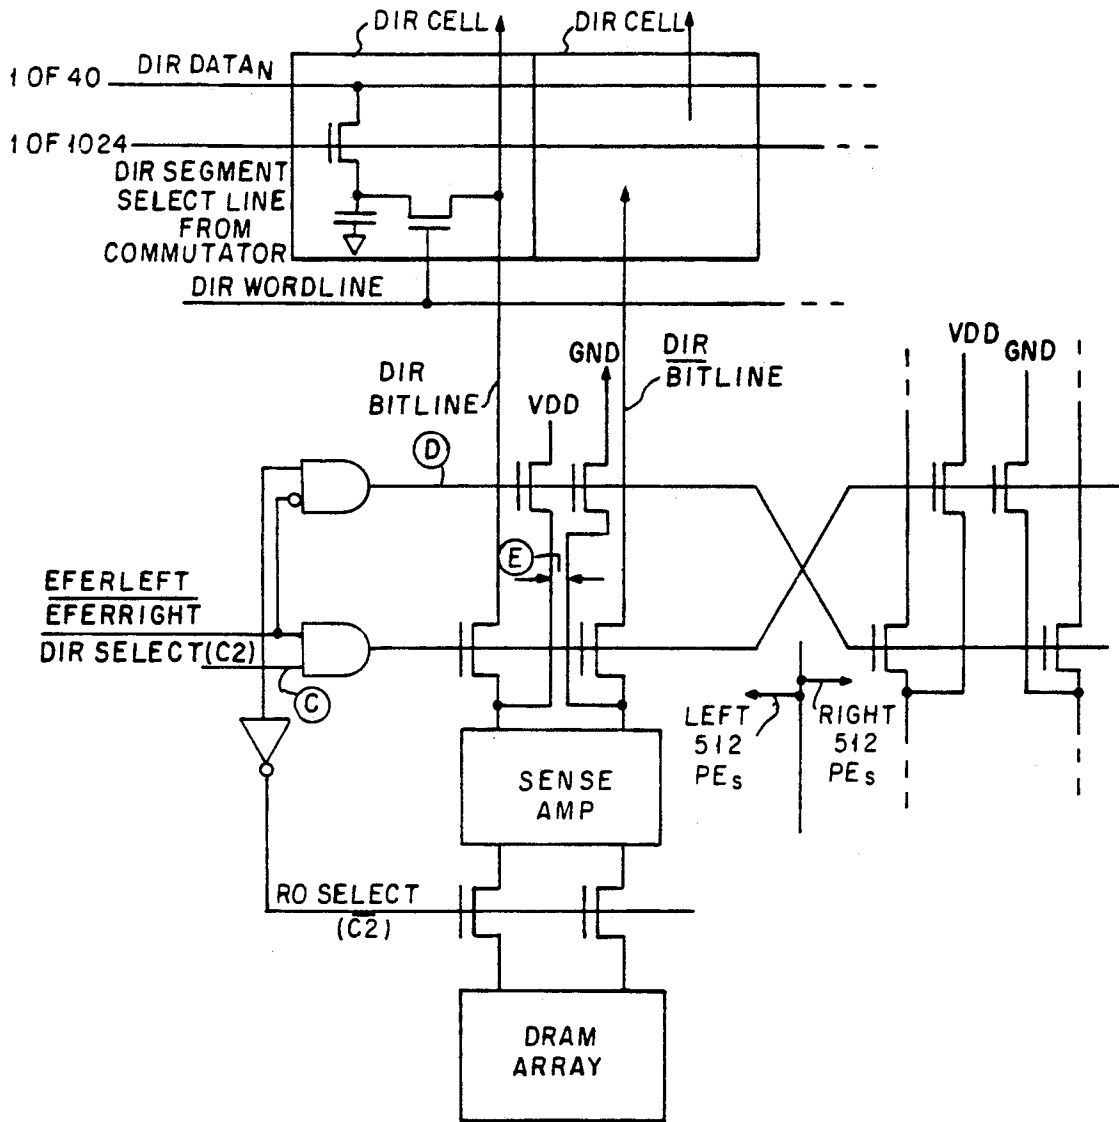 DIR CELL
DIR CELL
1 OF 40
DIR DATA N
1 OF 1024
DIR SEGMENT
SELECT LINE
FROM
COMMUTATOR
DIR WORDLINE
DIR
BITLINE
VDD
GND
DIR
BITLINE
VDD
GND
D
E
EFERLEFT
EFERRIGHT
DIR SELECT(C2)
C
LEFT
512
PEs
RIGHT
512
PEs
SENSE
AMP
RO SELECT
(C2)
DRAM
ARRAY